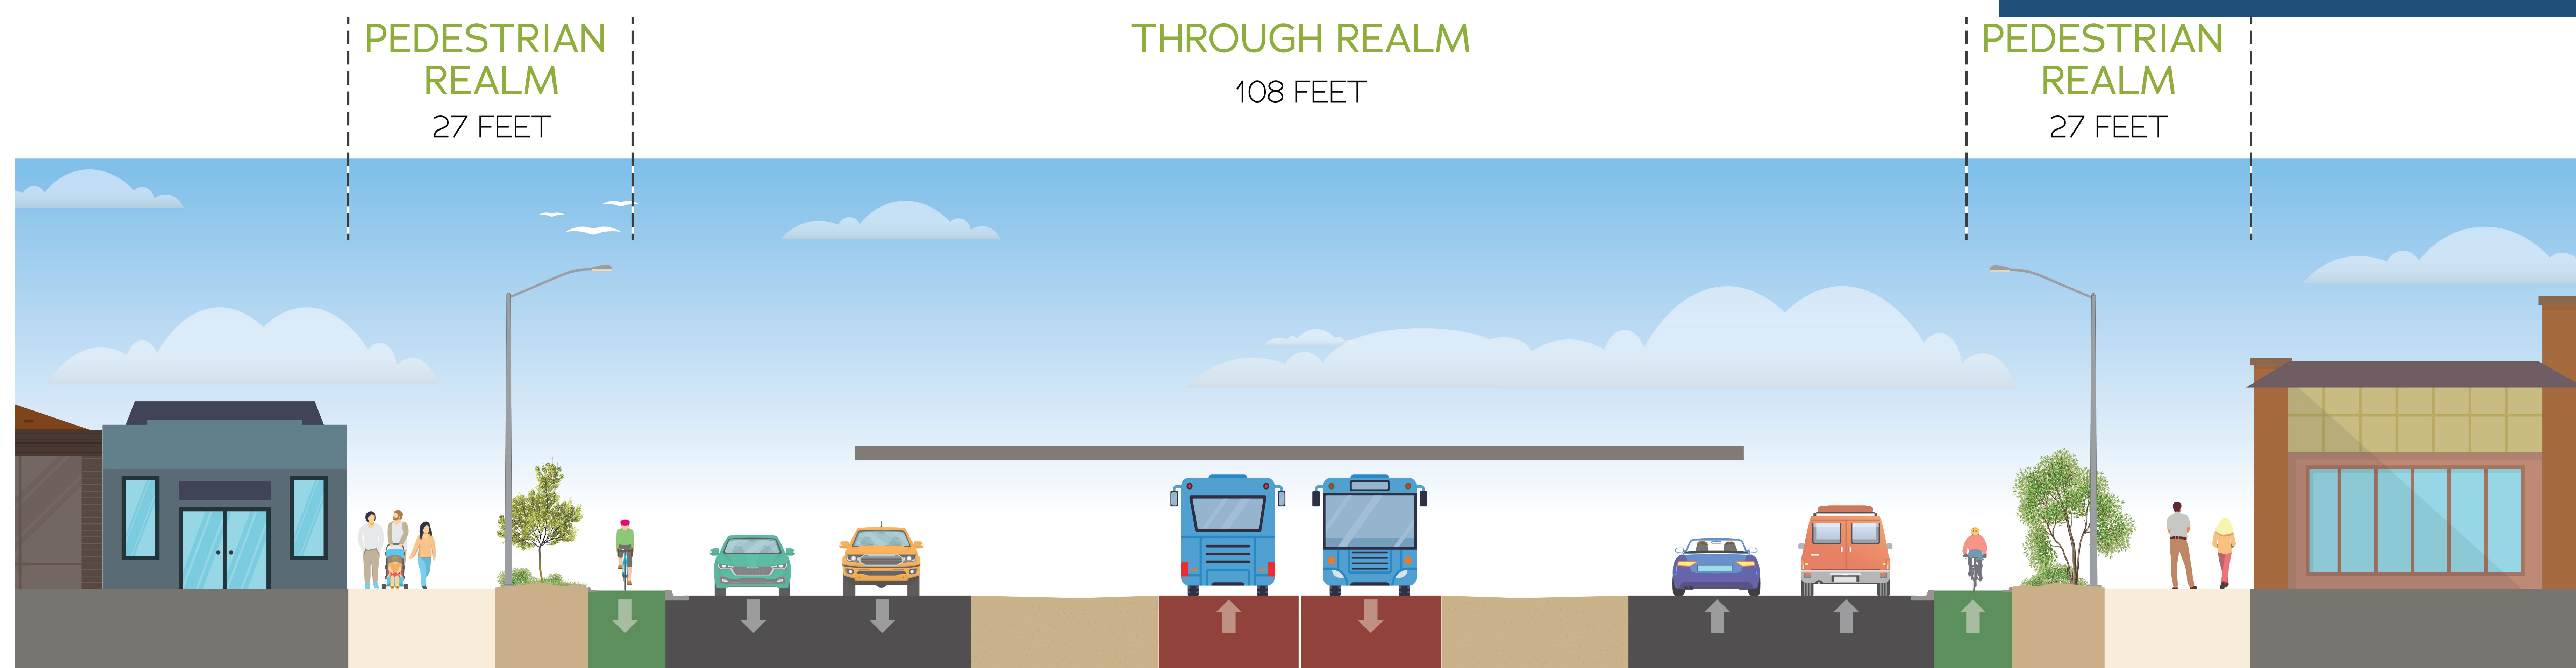 PEDESTRIAN
REALM
27 FEET
THROUGH REALM
108 FEET
PEDESTRIAN
REALM
27 FEET